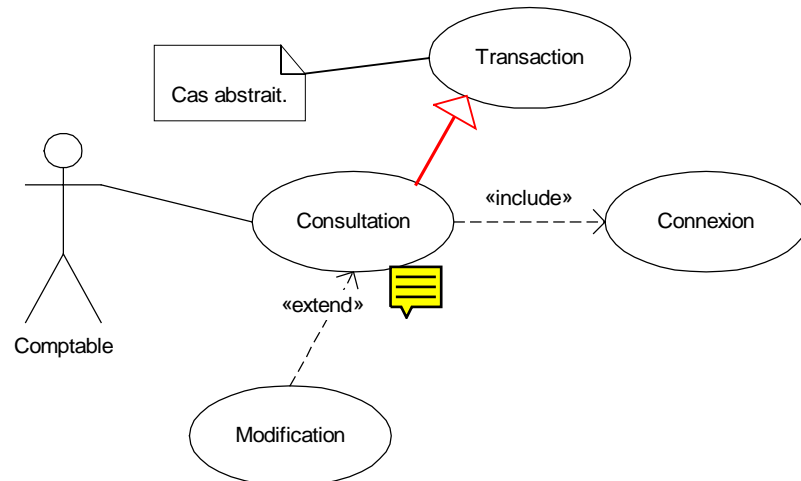 Transaction
Cas abstrait.
«include»
Consultation
Connexion
«extend»
Comptable
Modification